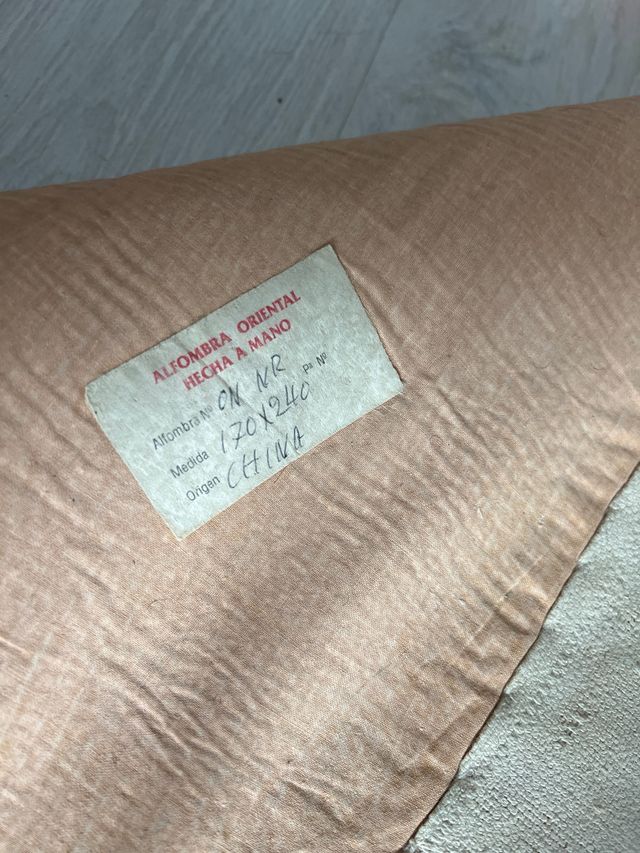 ALFOMBRA ORIENTAL
HECHA A MANO
Alfombra Nº ON NR Pª Nº
Medida 170X240
Origen CHINA